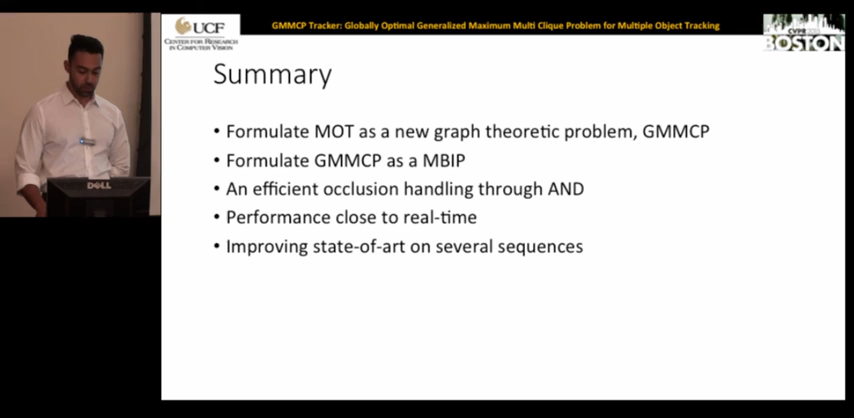 UCF
CENTER FOR RESEARCH
IN COMPUTER VISION
GMMCP Tracker: Globally Optimal Generalized Maximum Multi Clique Problem for Multiple Object Tracking
CVPR
BOSTON
Summary
• Formulate MOT as a new graph theoretic problem, GMMCP
• Formulate GMMCP as a MBIP
• An efficient occlusion handling through AND
• Performance close to real-time
• Improving state-of-art on several sequences
DELL